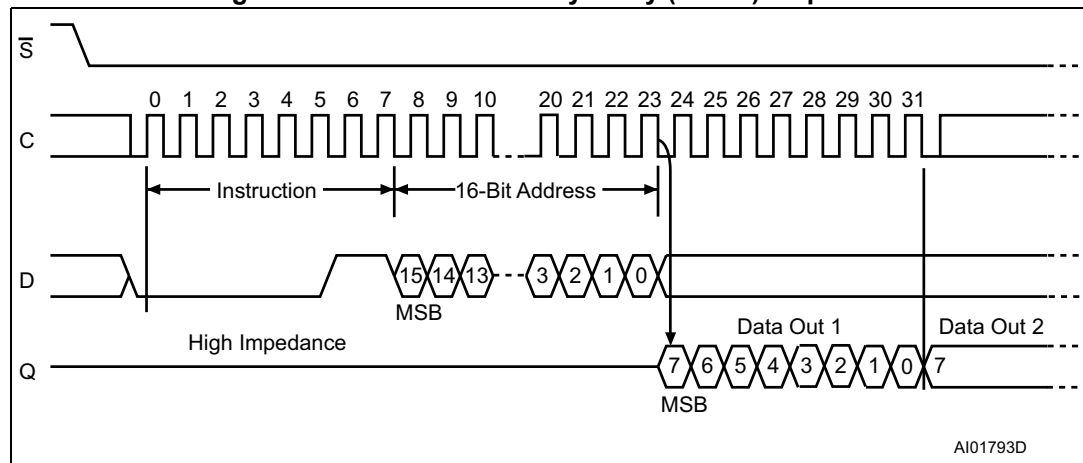 S
0 1 2 3 4 5 6 7 8 9 10 20 21 22 23 24 25 26 27 28 29 30 31
C
Instruction 16-Bit Address
D
15 14 13 3 2 1 0
MSB
High Impedance Data Out 1 Data Out 2
Q
7 6 5 4 3 2 1 0 7
MSB
AI01793D